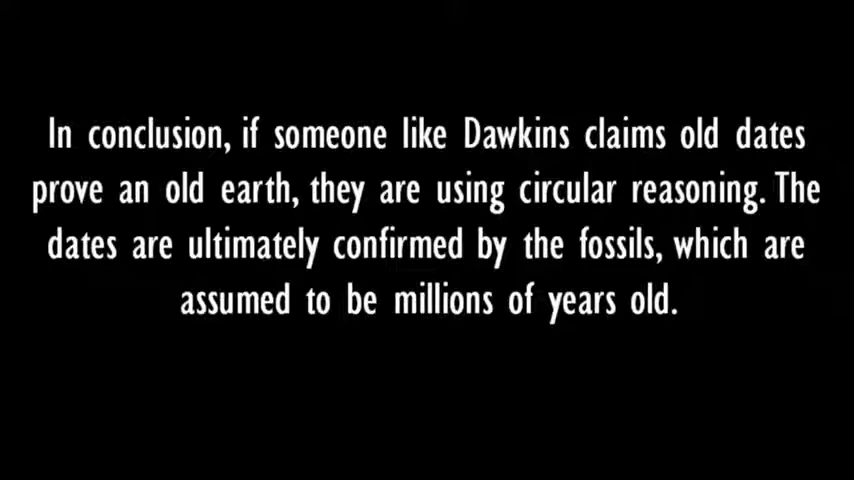 In conclusion, if someone like Dawkins claims old dates
prove an old earth, they are using circular reasoning. The
dates are ultimately confirmed by the fossils, which are
assumed to be millions of years old.